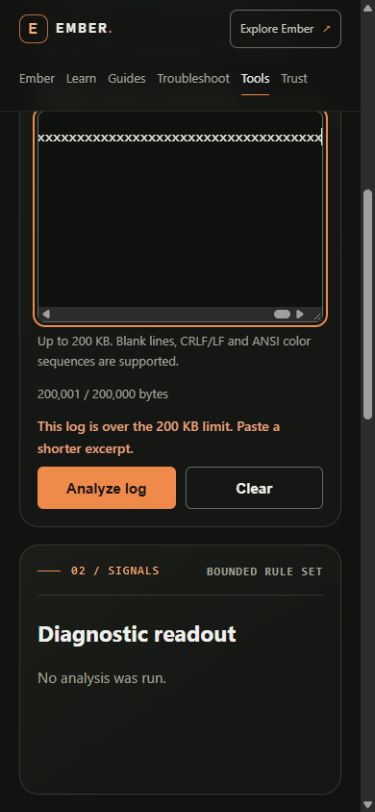 E EMBER.
Explore Ember ↗
Ember Learn Guides Troubleshoot Tools Trust
xxxxxxxxxxxxxxxxxxxxxxxxxxxxxxxxxxxxx
Up to 200 KB. Blank lines, CRLF/LF and ANSI color
sequences are supported.
200,001 / 200,000 bytes
This log is over the 200 KB limit. Paste a
shorter excerpt.
Analyze log Clear
02 / SIGNALS BOUNDED RULE SET
Diagnostic readout
No analysis was run.